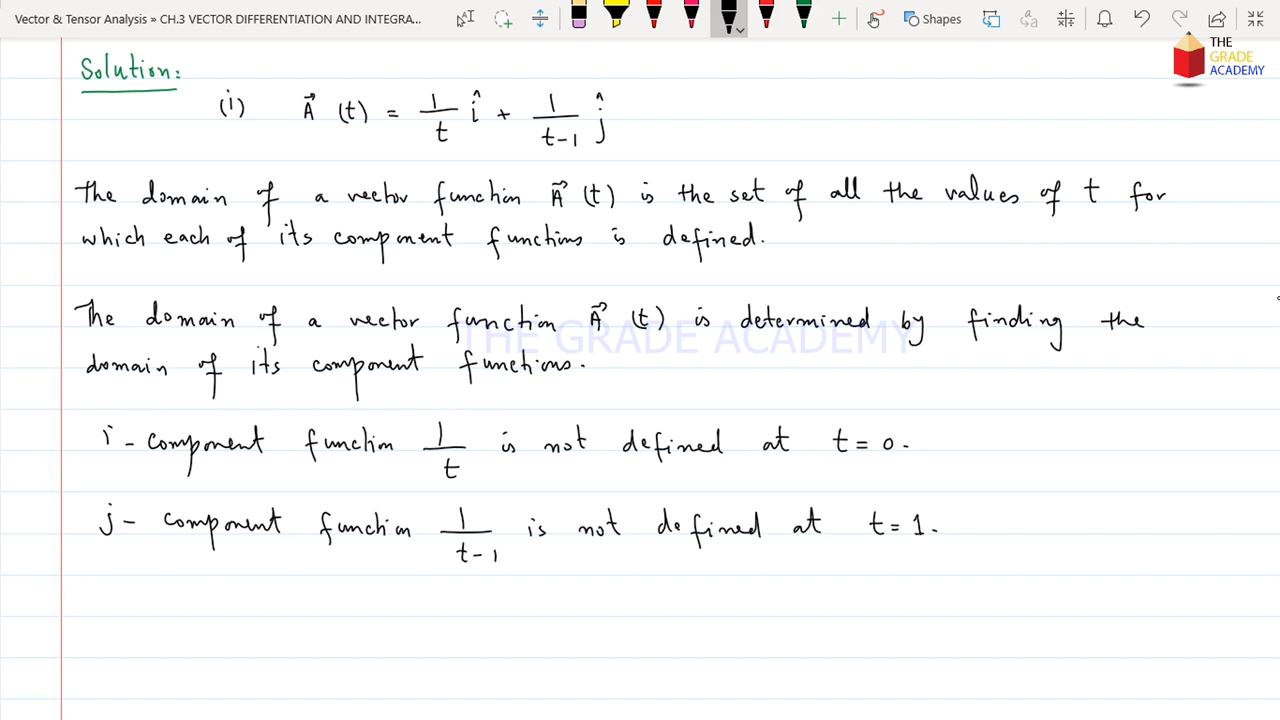 Vector & Tensor Analysis » CH.3 VECTOR DIFFERENTIATION AND INTEGRA...
Shapes
THE
GRADE
ACADEMY
Solution:
(i) A⃗ (t) = 1/t î + 1/(t-1) ĵ
The domain of a vector function A⃗ (t) is the set of all the values of t for
which each of its component functions is defined.
The domain of a vector function A⃗ (t) is determined by finding the
domain of its component functions.
THE GRADE ACADEMY
i - component function 1/t is not defined at t = 0.
j - component function 1/(t-1) is not defined at t = 1.